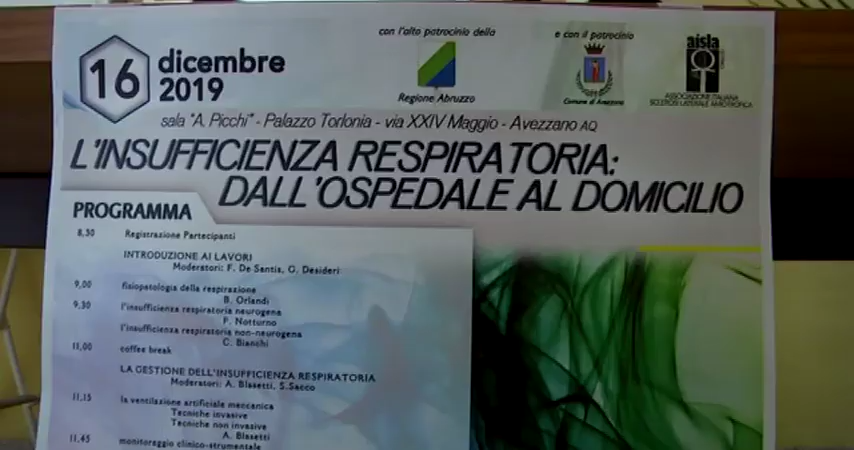 16 dicembre
2019
con l'alto patrocinio della
Regione Abruzzo
e con il patrocinio
Comune di Avezzano
aisla
ASSOCIAZIONE ITALIANA
SCLEROSI LATERALE AMIOTROFICA
sala "A. Picchi" - Palazzo Torlonia - via XXIV Maggio - Avezzano AQ
L'INSUFFICIENZA RESPIRATORIA:
DALL'OSPEDALE AL DOMICILIO
PROGRAMMA
8,30 Registrazione Partecipanti
INTRODUZIONE AI LAVORI
Moderatori: F. De Santis, G. Desideri
9,00 fisiopatologia della respirazione
B. Orlandi
9,30 l'insufficienza respiratoria neurogena
F. Notturno
l'insufficienza respiratoria non-neurogena
C. Bianchi
11,00 coffee break
LA GESTIONE DELL'INSUFFICIENZA RESPIRATORIA
Moderatori: A. Blasetti, S.Sacco
11,15 la ventilazione artificiale meccanica
Tecniche invasive
Tecniche non invasive
A. Blasetti
11,45 monitoraggio clinico-strumentale